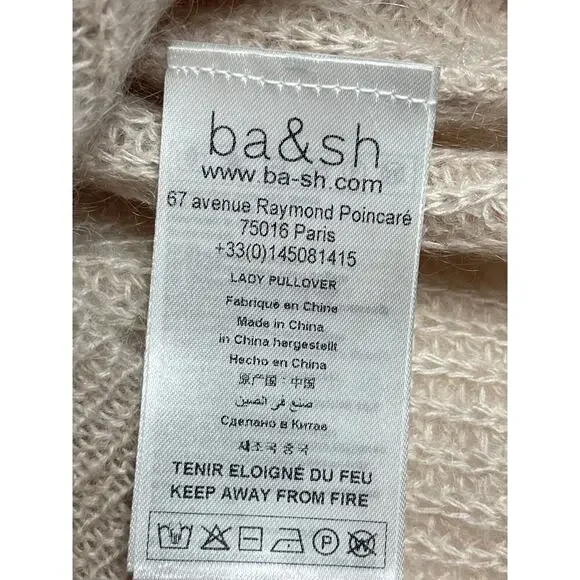 ba&sh
www.ba-sh.com
67 avenue Raymond Poincaré
75016 Paris
+33(0)145081415
LADY PULLOVER
Fabriqué en Chine
Made in China
in China hergestellt
Hecho en China
原产国：中国
صنع في الصين
Сделано в Китае
제조국 중국
TENIR ELOIGNÉ DU FEU
KEEP AWAY FROM FIRE
P